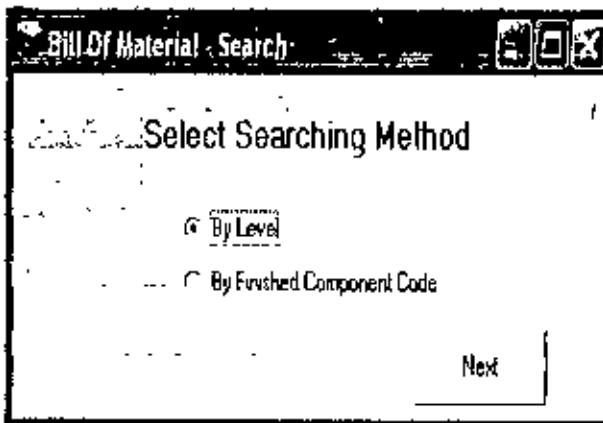 Bill Of Material - Search
Select Searching Method
By Level
By Finished Component Code
Next